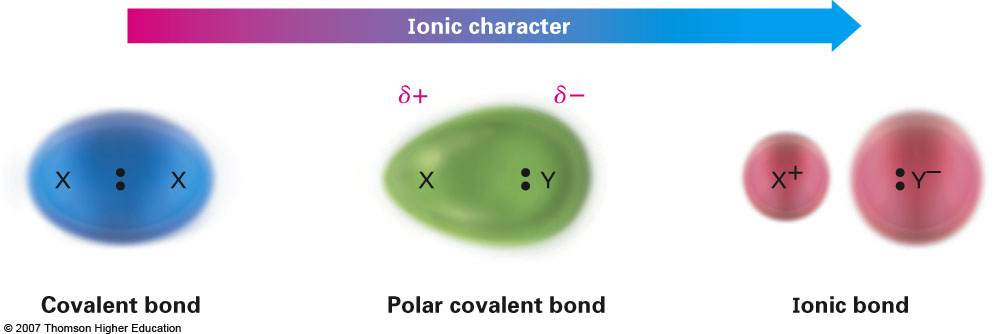 Ionic character
δ+ δ−
X : X
X : Y
X+ : Y−
Covalent bond
Polar covalent bond
Ionic bond
© 2007 Thomson Higher Education